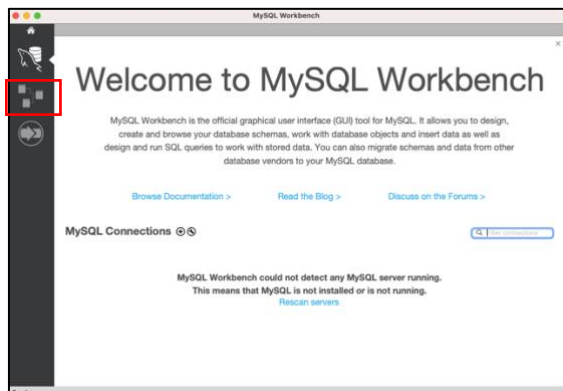 MySQL Workbench
Welcome to MySQL Workbench
MySQL Workbench is the official graphical user interface (GUI) tool for MySQL. It allows you to design,
create and browse your database schemas, work with database objects and insert data as well as
design and run SQL queries to work with stored data. You can also migrate schemas and data from other
database vendors to your MySQL database.
Browse Documentation > Read the Blog > Discuss on the Forums >
MySQL Connections
Filter connections
MySQL Workbench could not detect any MySQL server running.
This means that MySQL is not installed or is not running.
Rescan servers